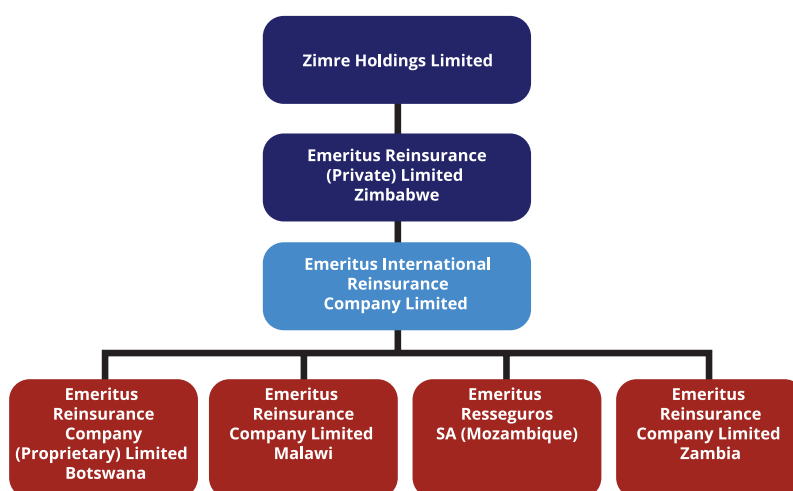 Zimre Holdings Limited
Emeritus Reinsurance
(Private) Limited
Zimbabwe
Emeritus International
Reinsurance
Company Limited
Emeritus
Reinsurance
Company
(Proprietary) Limited
Botswana
Emeritus
Reinsurance
Company Limited
Malawi
Emeritus
Resseguros
SA (Mozambique)
Emeritus
Reinsurance
Company Limited
Zambia